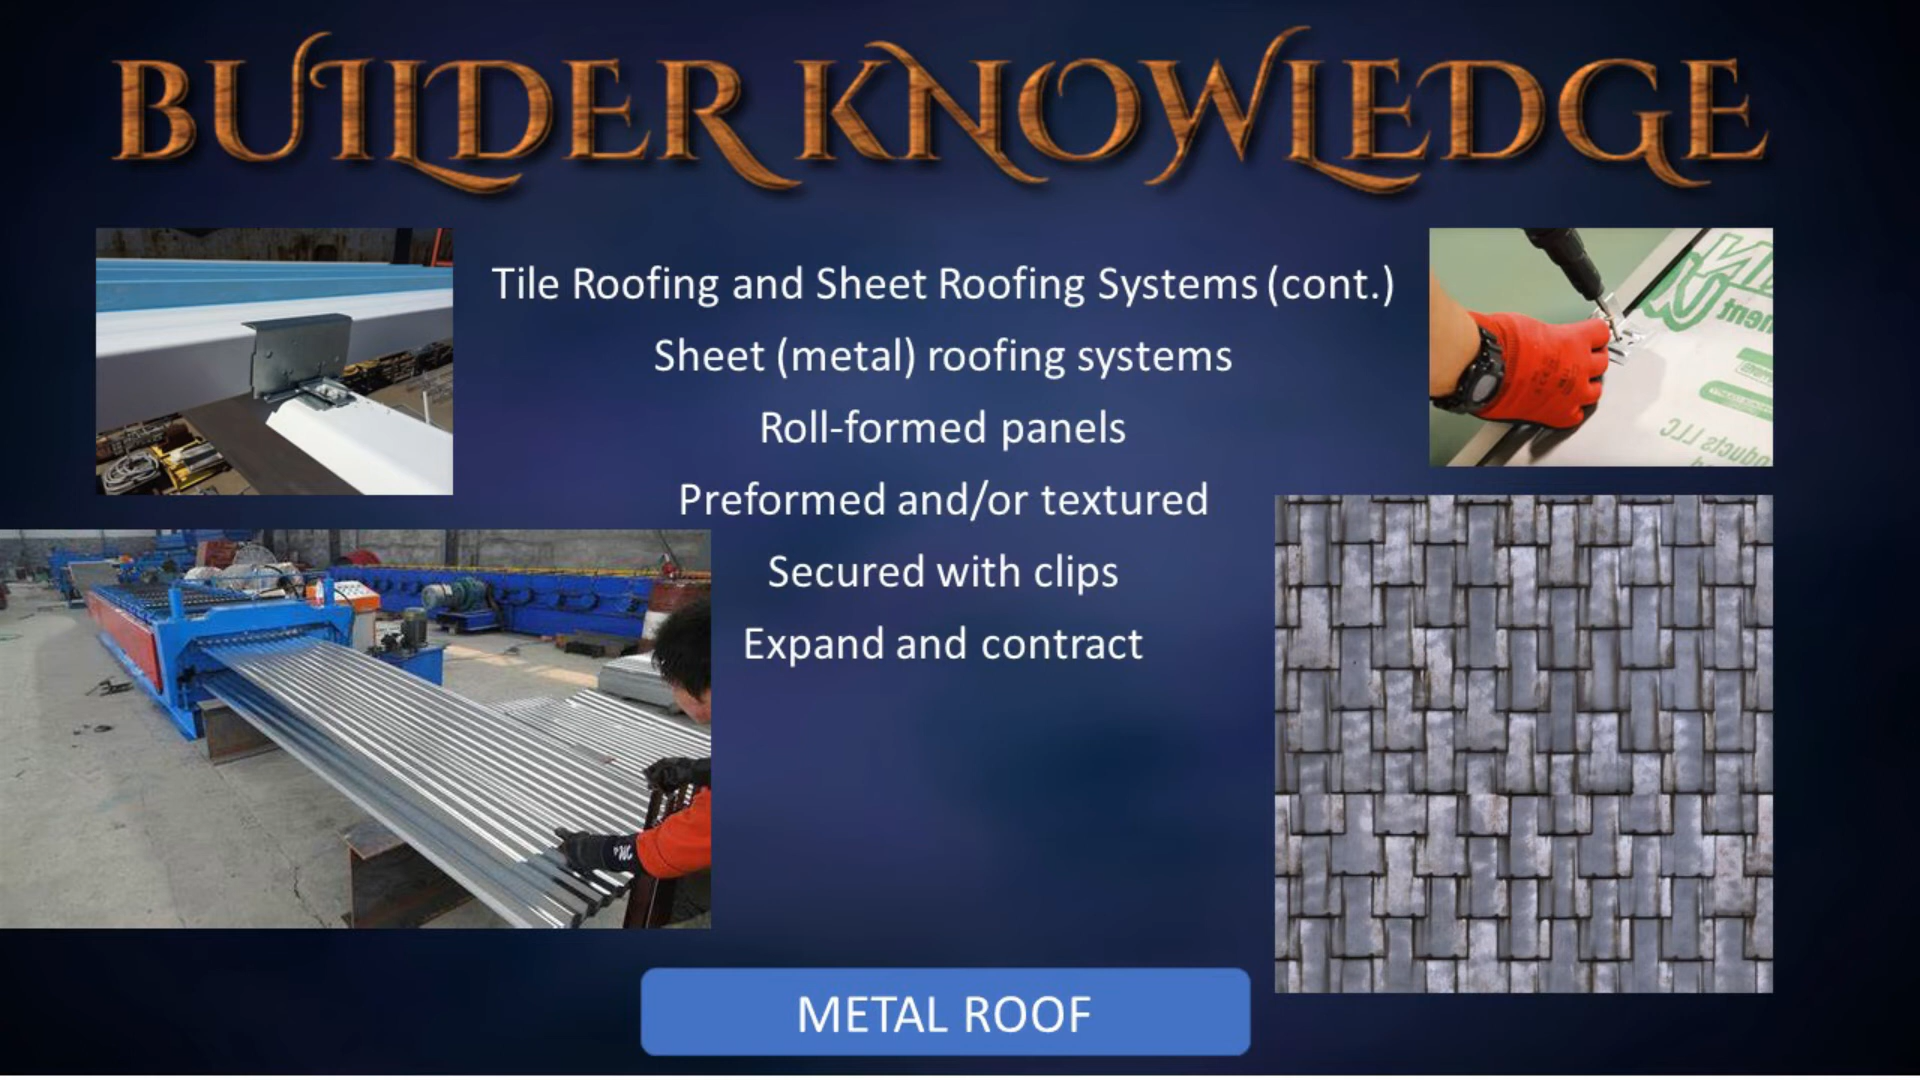 BUILDER KNOWLEDGE
Tile Roofing and Sheet Roofing Systems (cont.)
Sheet (metal) roofing systems
Roll-formed panels
Preformed and/or textured
Secured with clips
Expand and contract
METAL ROOF